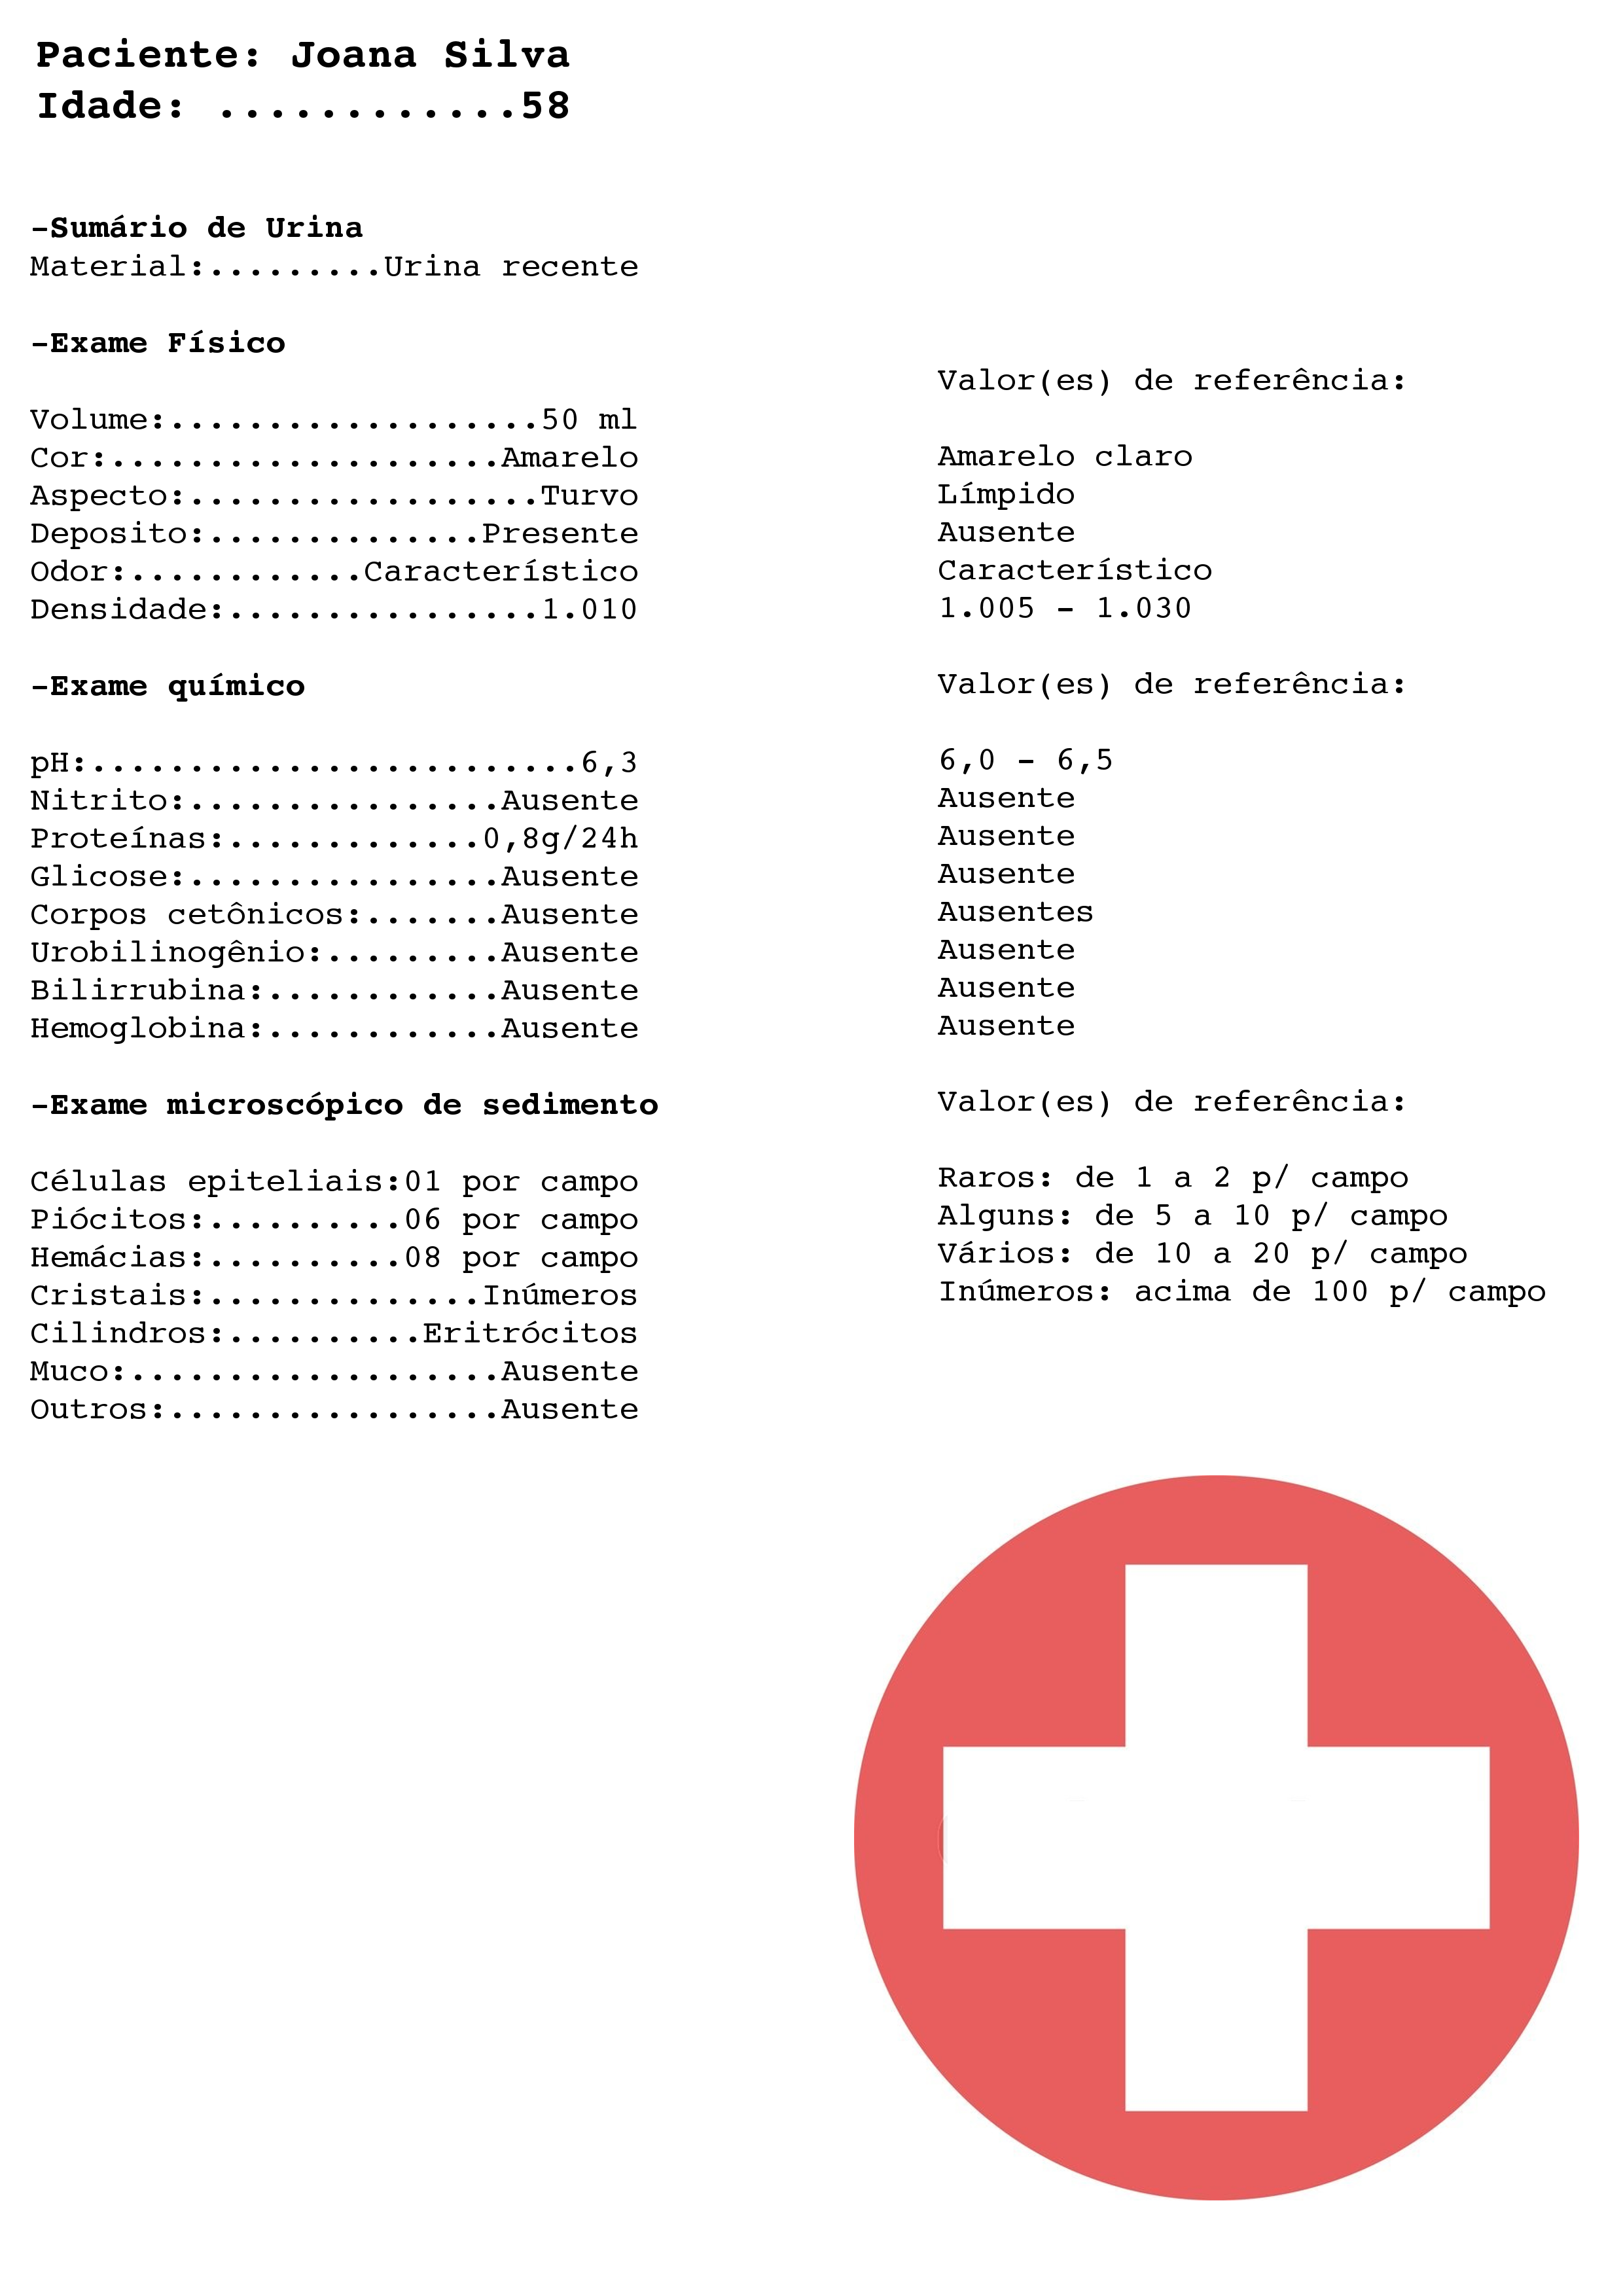 Paciente: Joana Silva
Idade: ............58
-Sumário de Urina
Material:.........Urina recente
-Exame Físico
Valor(es) de referência:
Volume:...................50 ml
Cor:....................Amarelo
Amarelo claro
Aspecto:..................Turvo
Límpido
Deposito:..............Presente
Ausente
Odor:............Característico
Característico
Densidade:................1.010
1.005 - 1.030
-Exame químico
Valor(es) de referência:
pH:.........................6,3
6,0 - 6,5
Nitrito:................Ausente
Ausente
Proteínas:.............0,8g/24h
Ausente
Glicose:................Ausente
Ausente
Corpos cetônicos:.......Ausente
Ausentes
Urobilinogênio:.........Ausente
Ausente
Bilirrubina:............Ausente
Ausente
Hemoglobina:............Ausente
Ausente
-Exame microscópico de sedimento
Valor(es) de referência:
Células epiteliais:01 por campo
Raros: de 1 a 2 p/ campo
Piócitos:..........06 por campo
Alguns: de 5 a 10 p/ campo
Hemácias:..........08 por campo
Vários: de 10 a 20 p/ campo
Cristais:..............Inúmeros
Inúmeros: acima de 100 p/ campo
Cilindros:..........Eritrócitos
Muco:...................Ausente
Outros:.................Ausente